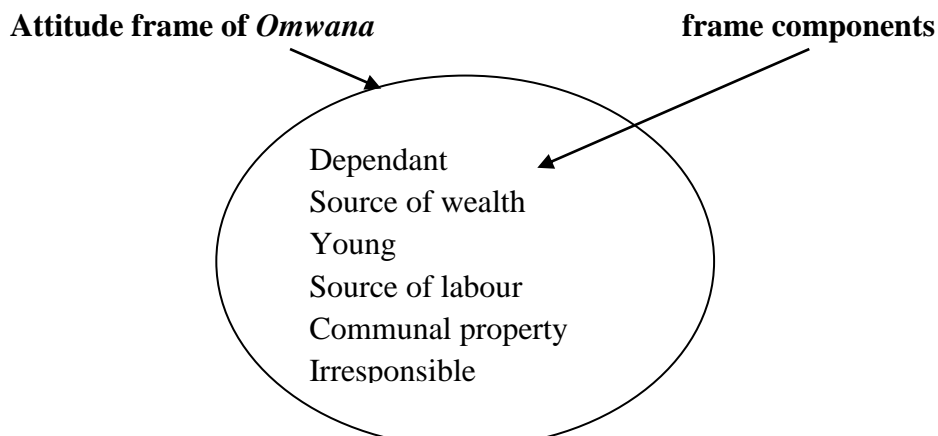 Attitude frame of Omwana frame components
Dependant
Source of wealth
Young
Source of labour
Communal property
Irresponsible